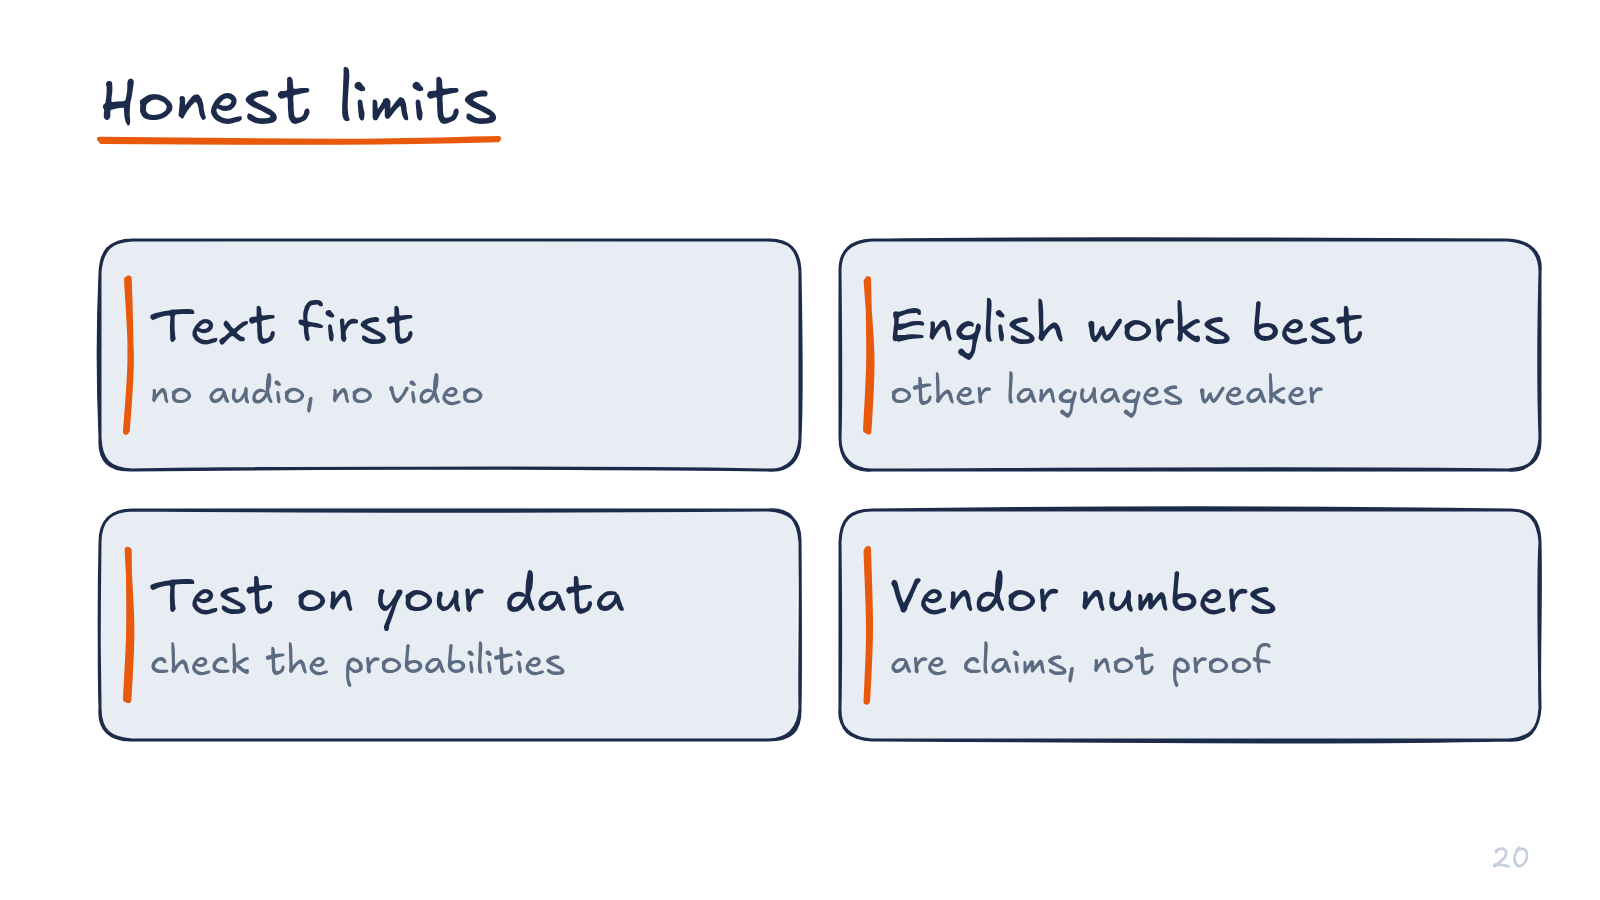 Honest limits
Text first
no audio, no video
English works best
other languages weaker
Test on your data
check the probabilities
Vendor numbers
are claims, not proof
20